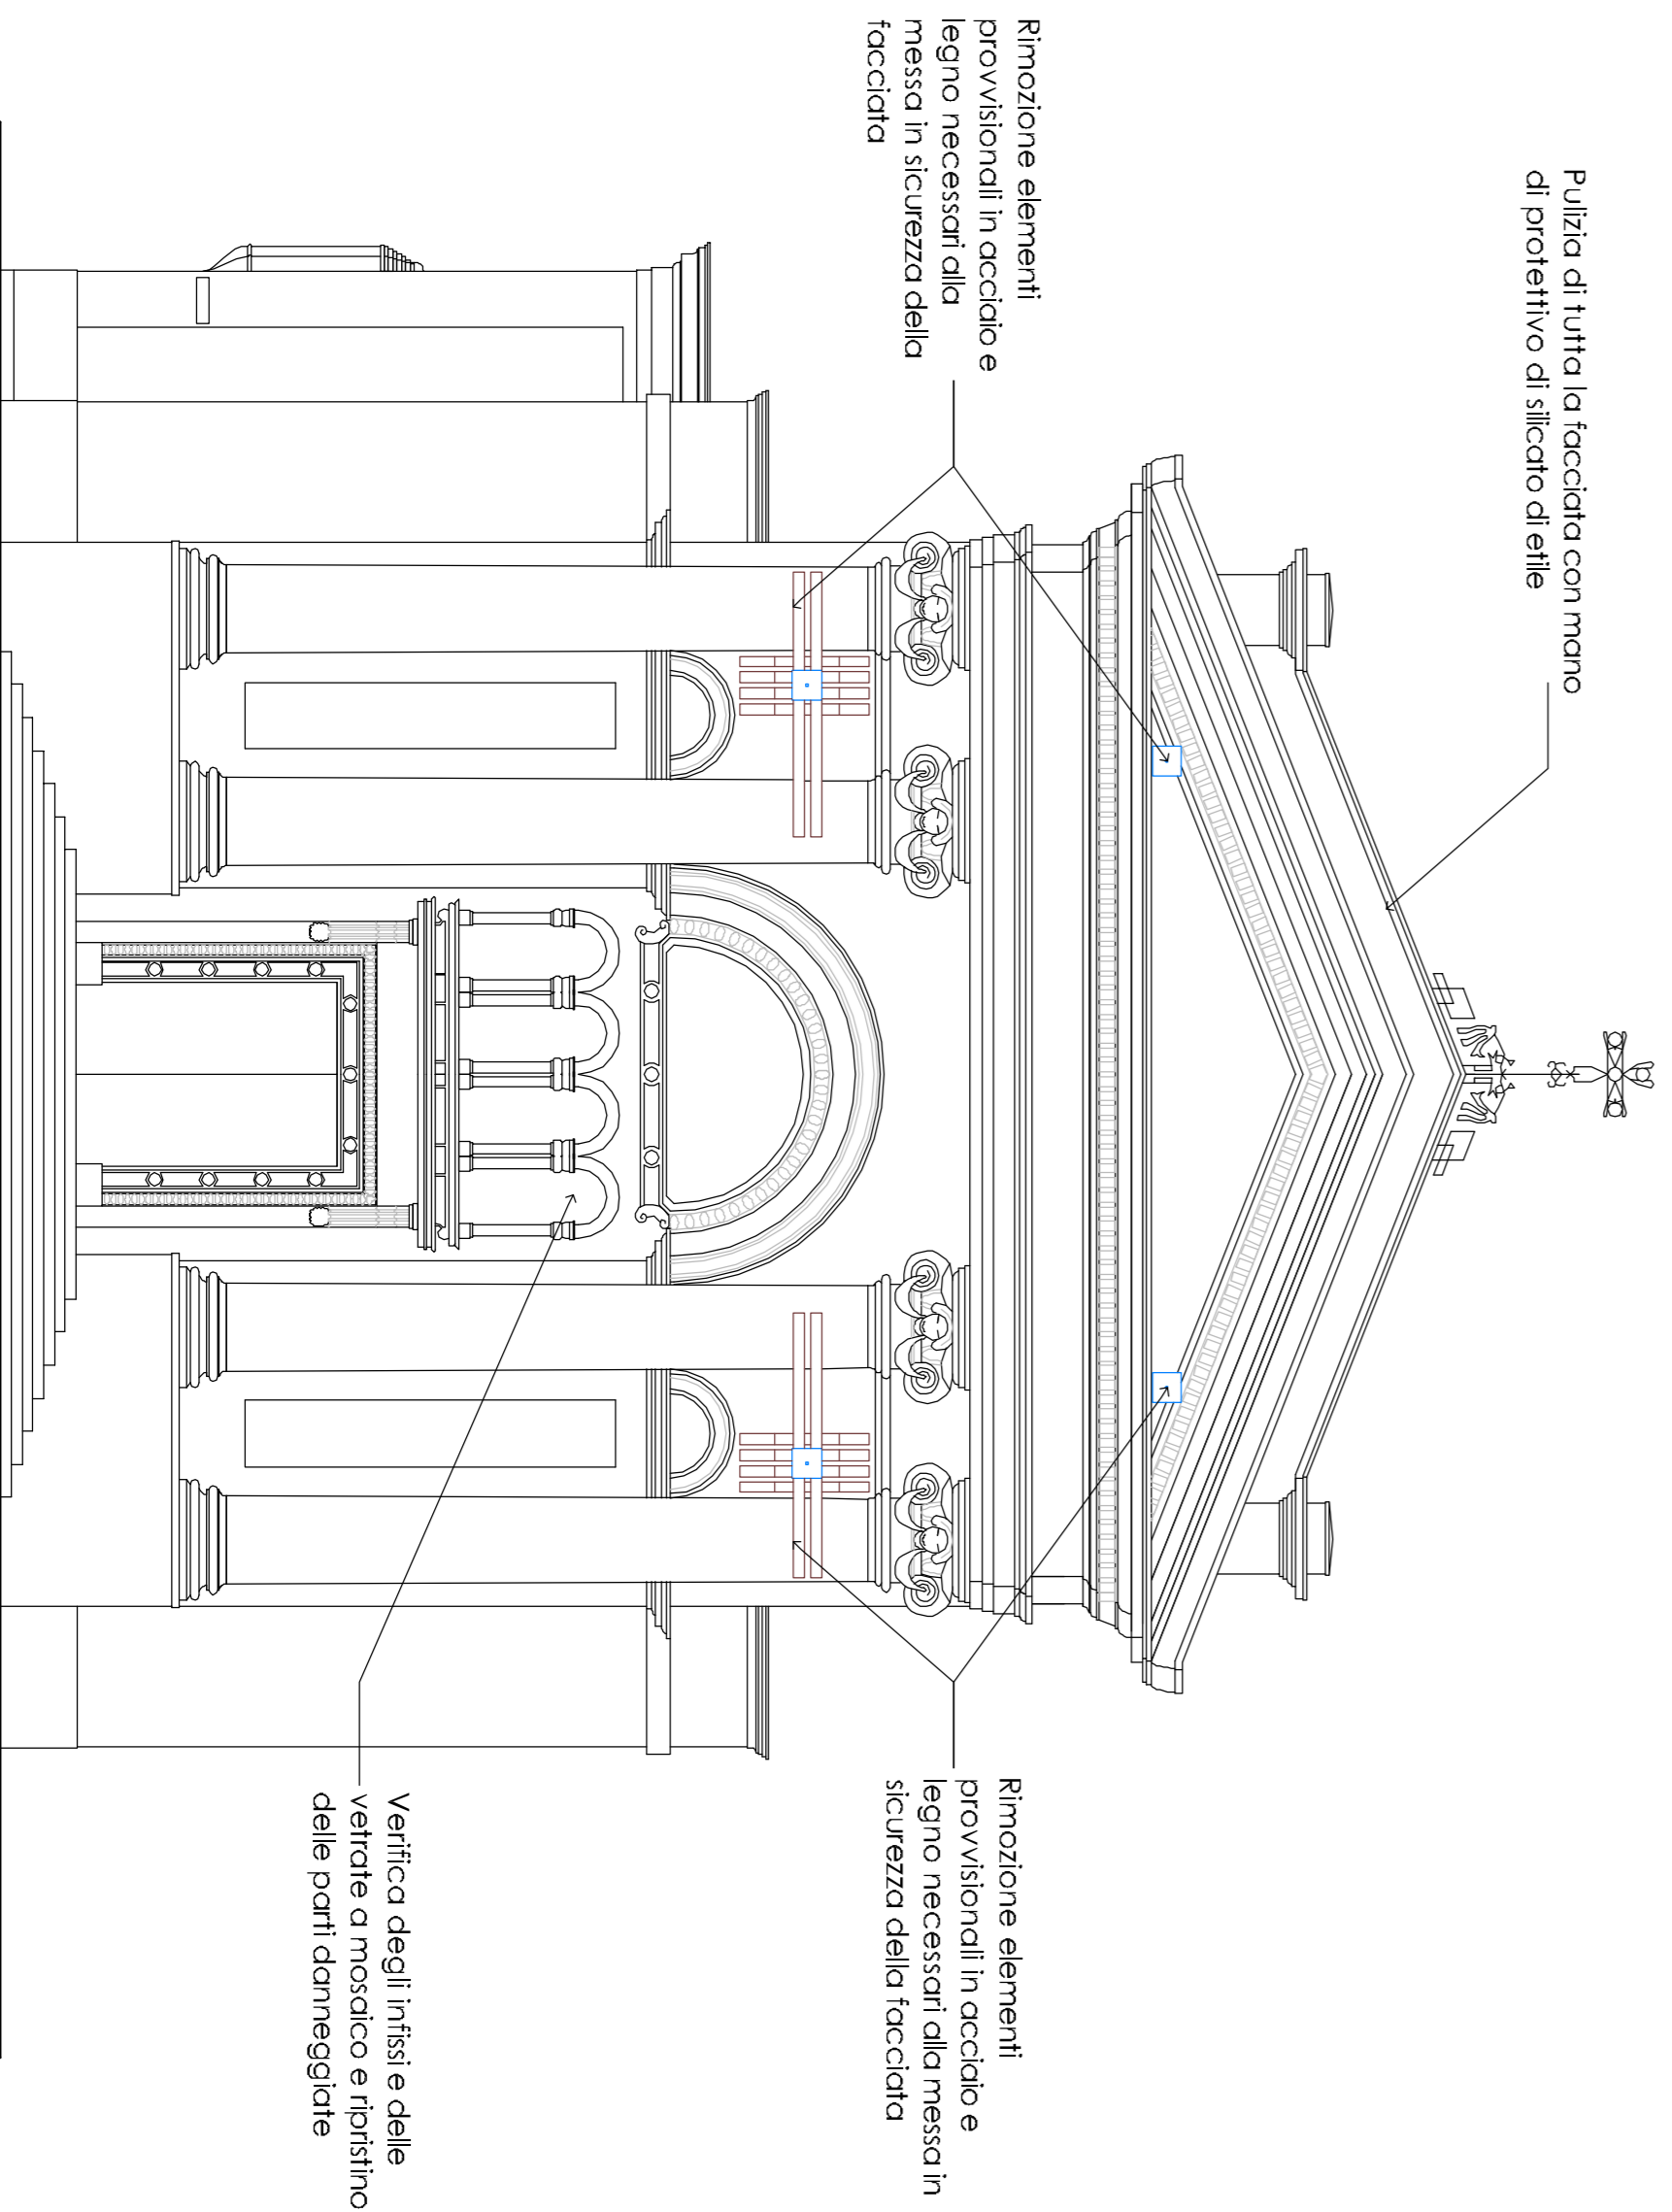 Pulizia di tutta la facciata con mano
di protettivo di silicato di etile
Rimozione elementi
provvisionali in acciaio e
legno necessari alla
messa in sicurezza della
facciata
Rimozione elementi
provvisionali in acciaio e
legno necessari alla messa in
sicurezza della facciata
Verifica degli infissi e delle
vetrate a mosaico e ripristino
delle parti danneggiate